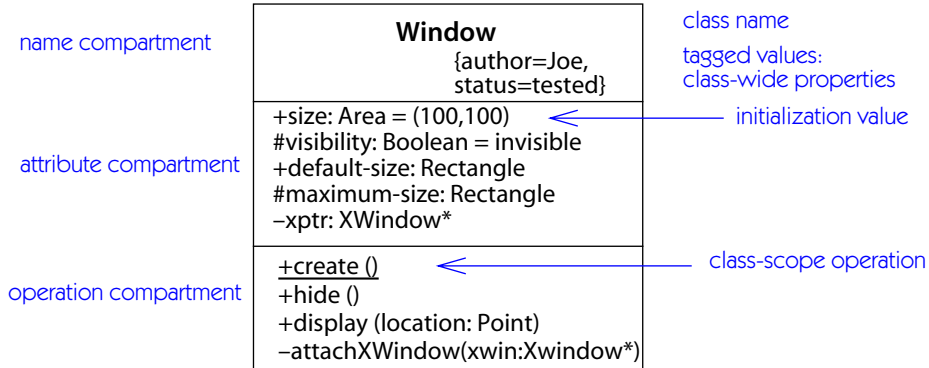 name compartment
Window
{author=Joe,
status=tested}
class name
tagged values:
class-wide properties
attribute compartment
+size: Area = (100,100)
#visibility: Boolean = invisible
+default-size: Rectangle
#maximum-size: Rectangle
–xptr: XWindow*
initialization value
operation compartment
+create ()
+hide ()
+display (location: Point)
–attachXWindow(xwin:Xwindow*)
class-scope operation